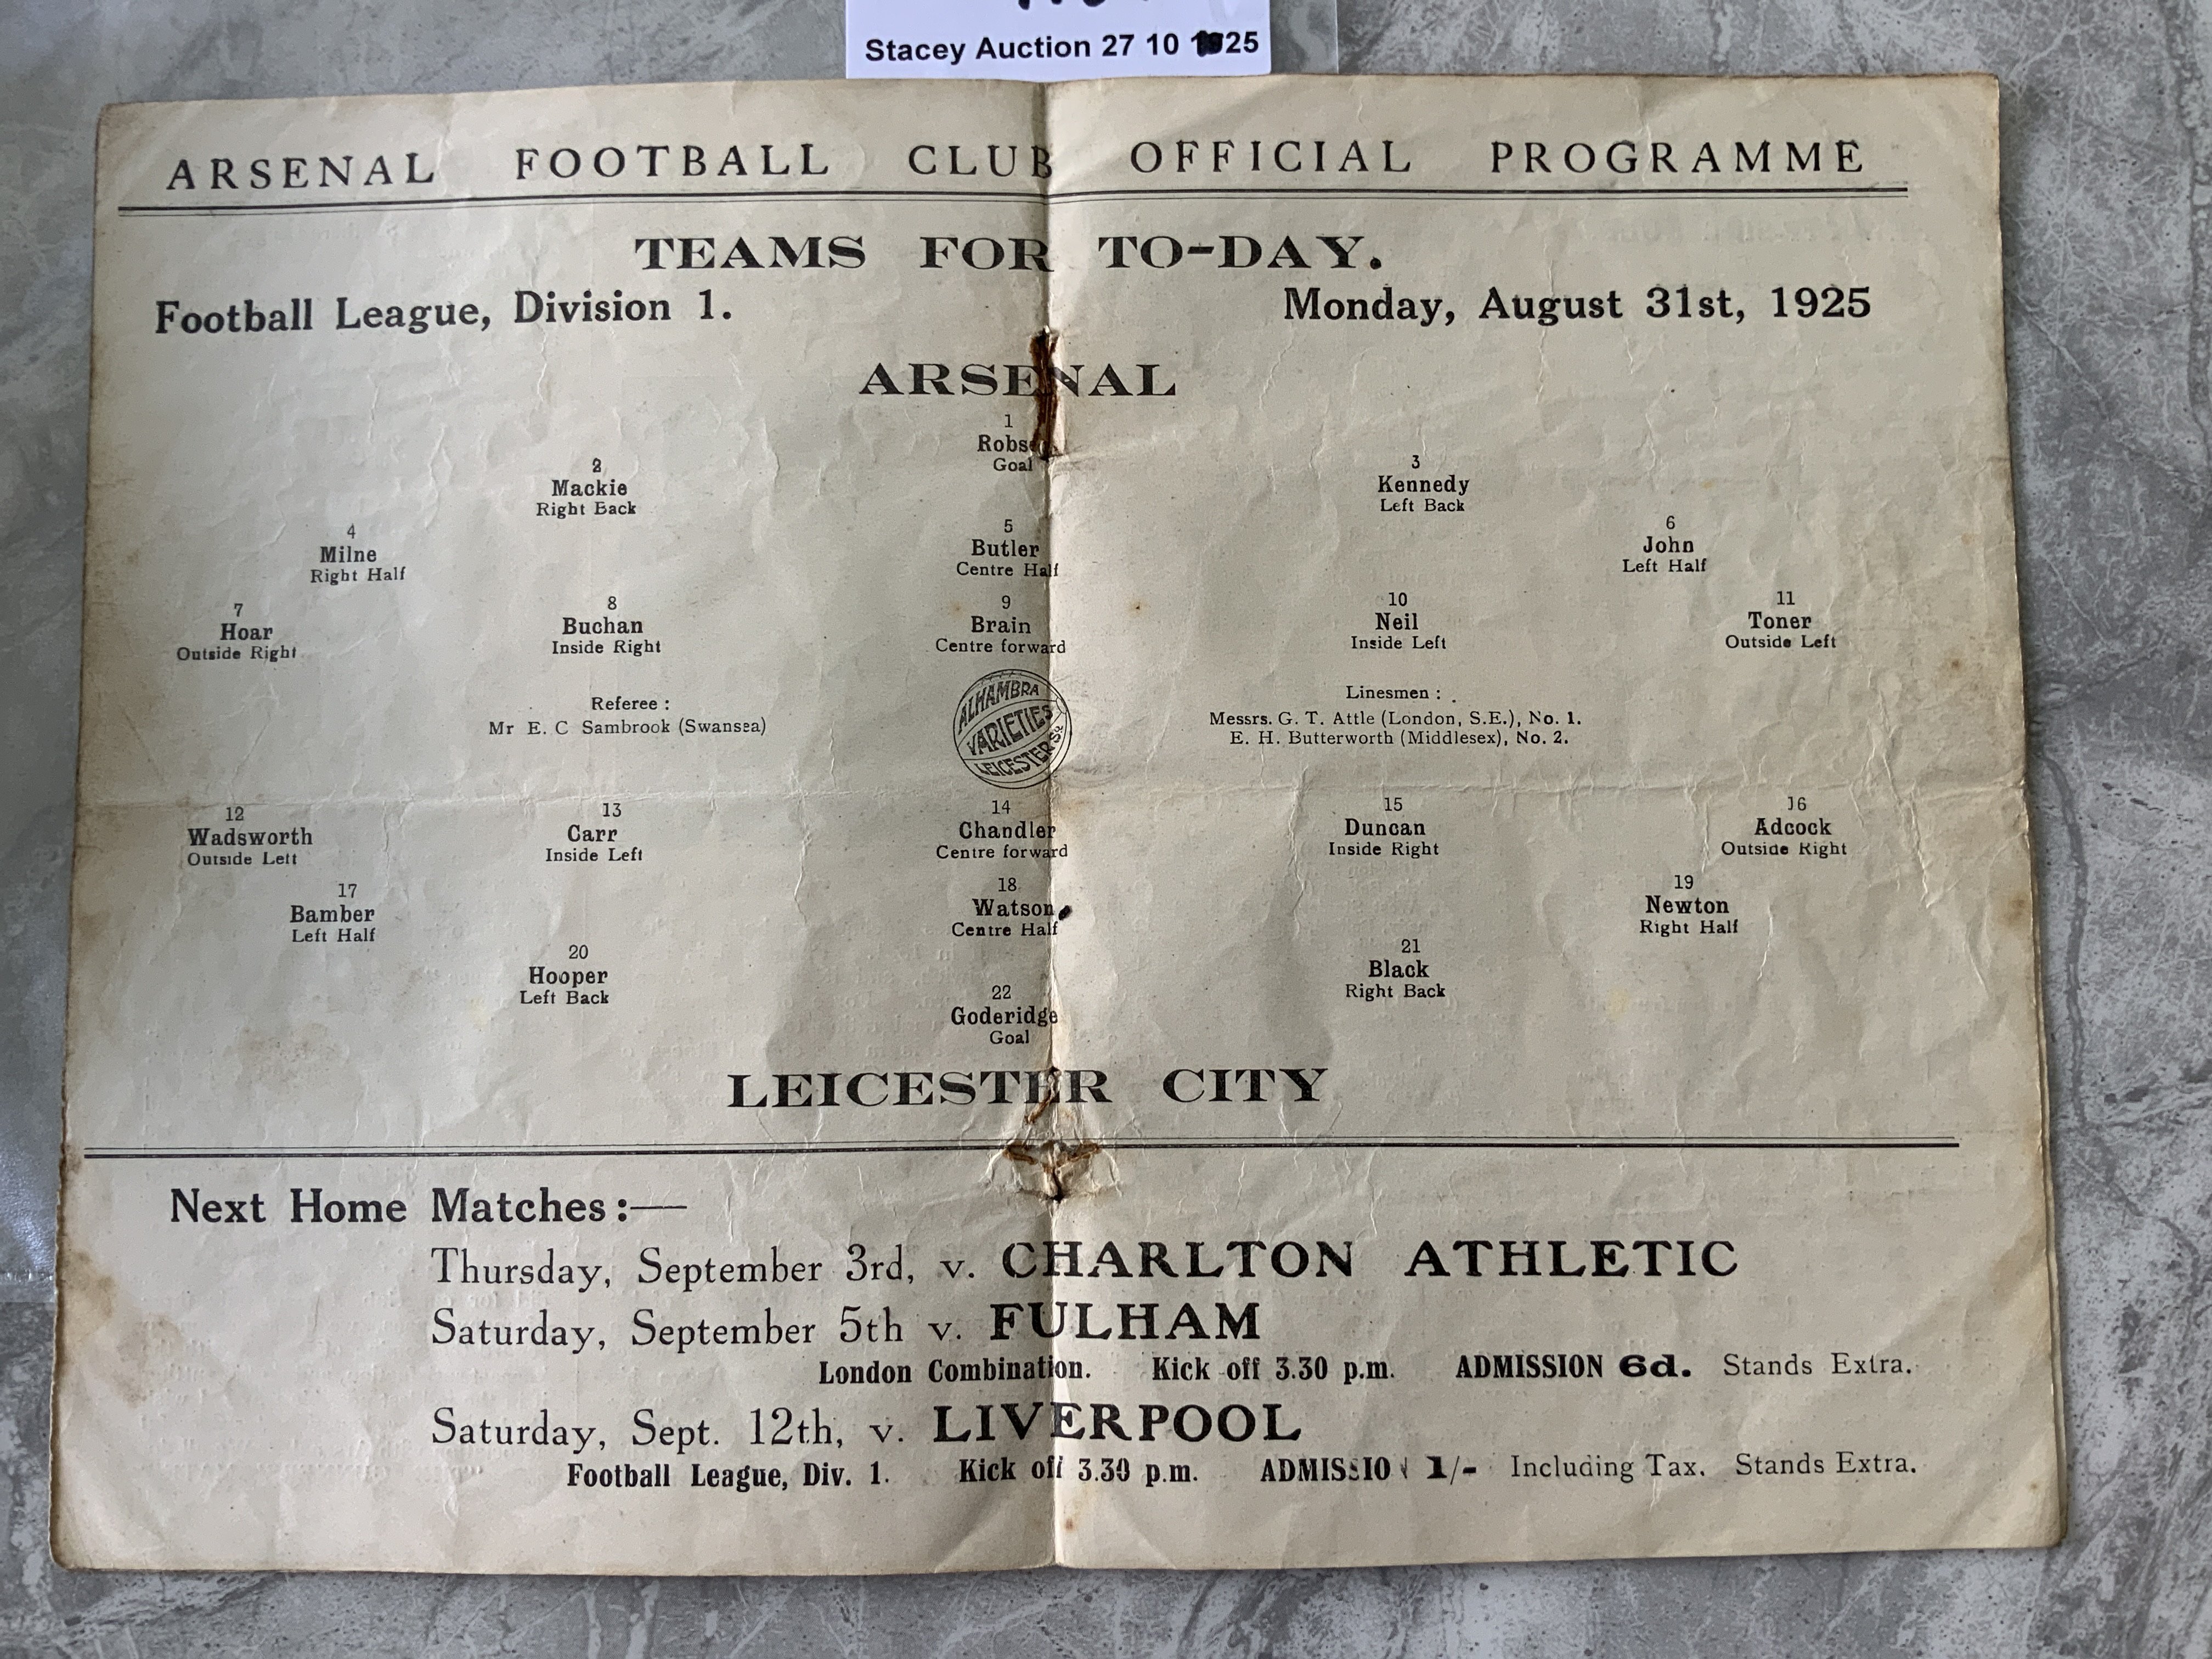 Stacey Auction 27 10 25
ARSENAL FOOTBALL CLUB OFFICIAL PROGRAMME
TEAMS FOR TO-DAY.
Football League, Division 1. Monday, August 31st, 1925
ARSENAL
1
Robs
Goal
2 3
Mackie Kennedy
Right Back Left Back
4 5 6
Milne Butler John
Right Half Centre Half Left Half
7 8 9 10 11
Hoar Buchan Brain Neil Toner
Outside Right Inside Right Centre forward Inside Left Outside Left
Referee : Linesmen :
Mr E. C Sambrook (Swansea) Messrs. G. T. Attle (London, S.E.), No. 1.
E. H. Butterworth (Middlesex), No. 2.
ALHAMBRA
VARIETIES
LEICESTER Sq
12 13 14 15 16
Wadsworth Carr Chandler Duncan Adcock
Outside Left Inside Left Centre forward Inside Right Outside Right
17 18 19
Bamber Watson Newton
Left Half Centre Half Right Half
20 21
Hooper Black
Left Back Right Back
22
Goderidge
Goal
LEICESTER CITY
Next Home Matches :—
Thursday, September 3rd, v. CHARLTON ATHLETIC
Saturday, September 5th v. FULHAM
London Combination. Kick off 3.30 p.m. ADMISSION 6d. Stands Extra.
Saturday, Sept. 12th, v. LIVERPOOL
Football League, Div. 1. Kick off 3.30 p.m. ADMISSION 1/- Including Tax. Stands Extra.